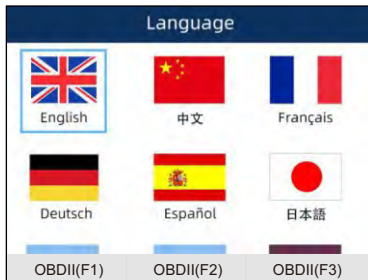 Language
English 中文 Français
Deutsch Español 日本語
OBDII(F1) OBDII(F2) OBDII(F3)